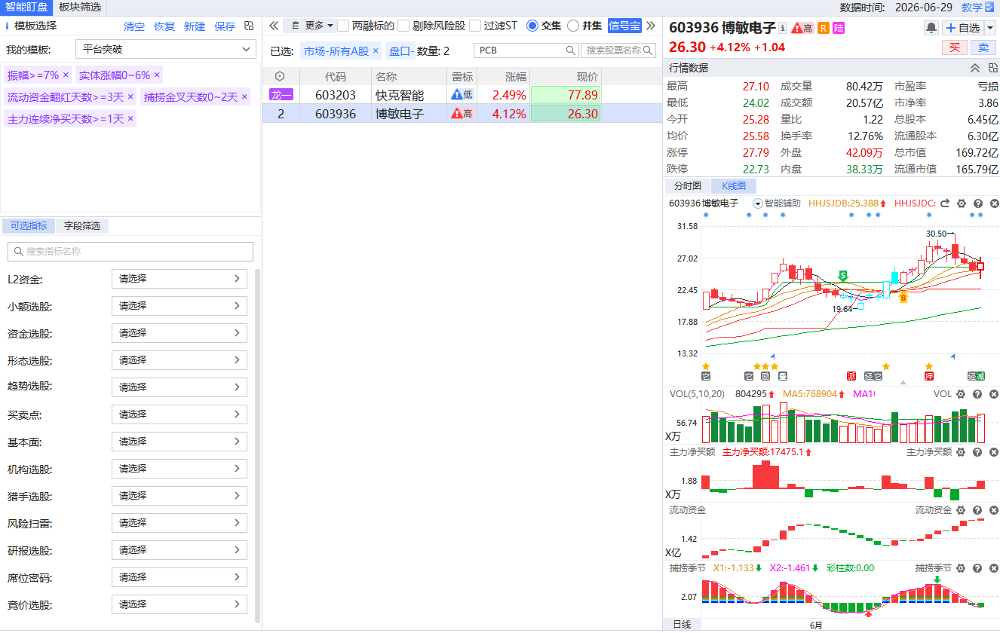 智能盯盘 板块筛选
数据时间: 2026-06-29 教学
模板选择 清空 恢复 新建 保存
我的模板: 平台突破
振幅>=7% × 实体涨幅0~6% ×
流动资金翻红天数>=3天 × 捕捞金叉天数0~2天 ×
主力连续净买天数>=1天 ×
可选指标 字段筛选
搜索指标名称
L2资金: 请选择
小额选股: 请选择
资金选股: 请选择
形态选股: 请选择
趋势选股: 请选择
买卖点: 请选择
基本面: 请选择
机构选股: 请选择
猎手选股: 请选择
风险扫雷: 请选择
研报选股: 请选择
席位密码: 请选择
竞价选股: 请选择
更多 两融标的 剔除风险股 过滤ST 交集 井集 信号宝
已选: 市场-所有A股 × 盘口- 数量: 2 PCB 搜索股票名称
代码 名称 雷标 涨幅 现价
龙一 603203 快克智能 低 2.49% 77.89
2 603936 博敏电子 高 4.12% 26.30
603936 博敏电子 高 R 陆 自选
26.30 +4.12% +1.04 买 卖
行情数据
最高 27.10 成交量 80.42万 市盈率 亏损
最低 24.02 成交额 20.57亿 市净率 3.86
今开 25.28 量比 1.22 总股本 6.45亿
均价 25.58 换手率 12.76% 流通股本 6.30亿
涨停 27.79 外盘 42.09万 总市值 169.72亿
跌停 22.73 内盘 38.33万 流通市值 165.79亿
分时图 K线图
603936 博敏电子 智能辅助 HHJSJDB:25.388 HHJSJDC:
31.58
30.50
27.02
S
22.45
B
19.64
17.88
13.32
派 押 减
VOL(5,10,20) 804295 MA5:768904 MA1 VOL
56.74
X万
主力净买额 主力净买额:17475.1 主力净买额
1.88
X万
流动资金 流动资金
1.42
X亿
捕捞季节 X1:-1.133 X2:-1.461 彩柱数:0.00 捕捞季节
2.07
日线 6月